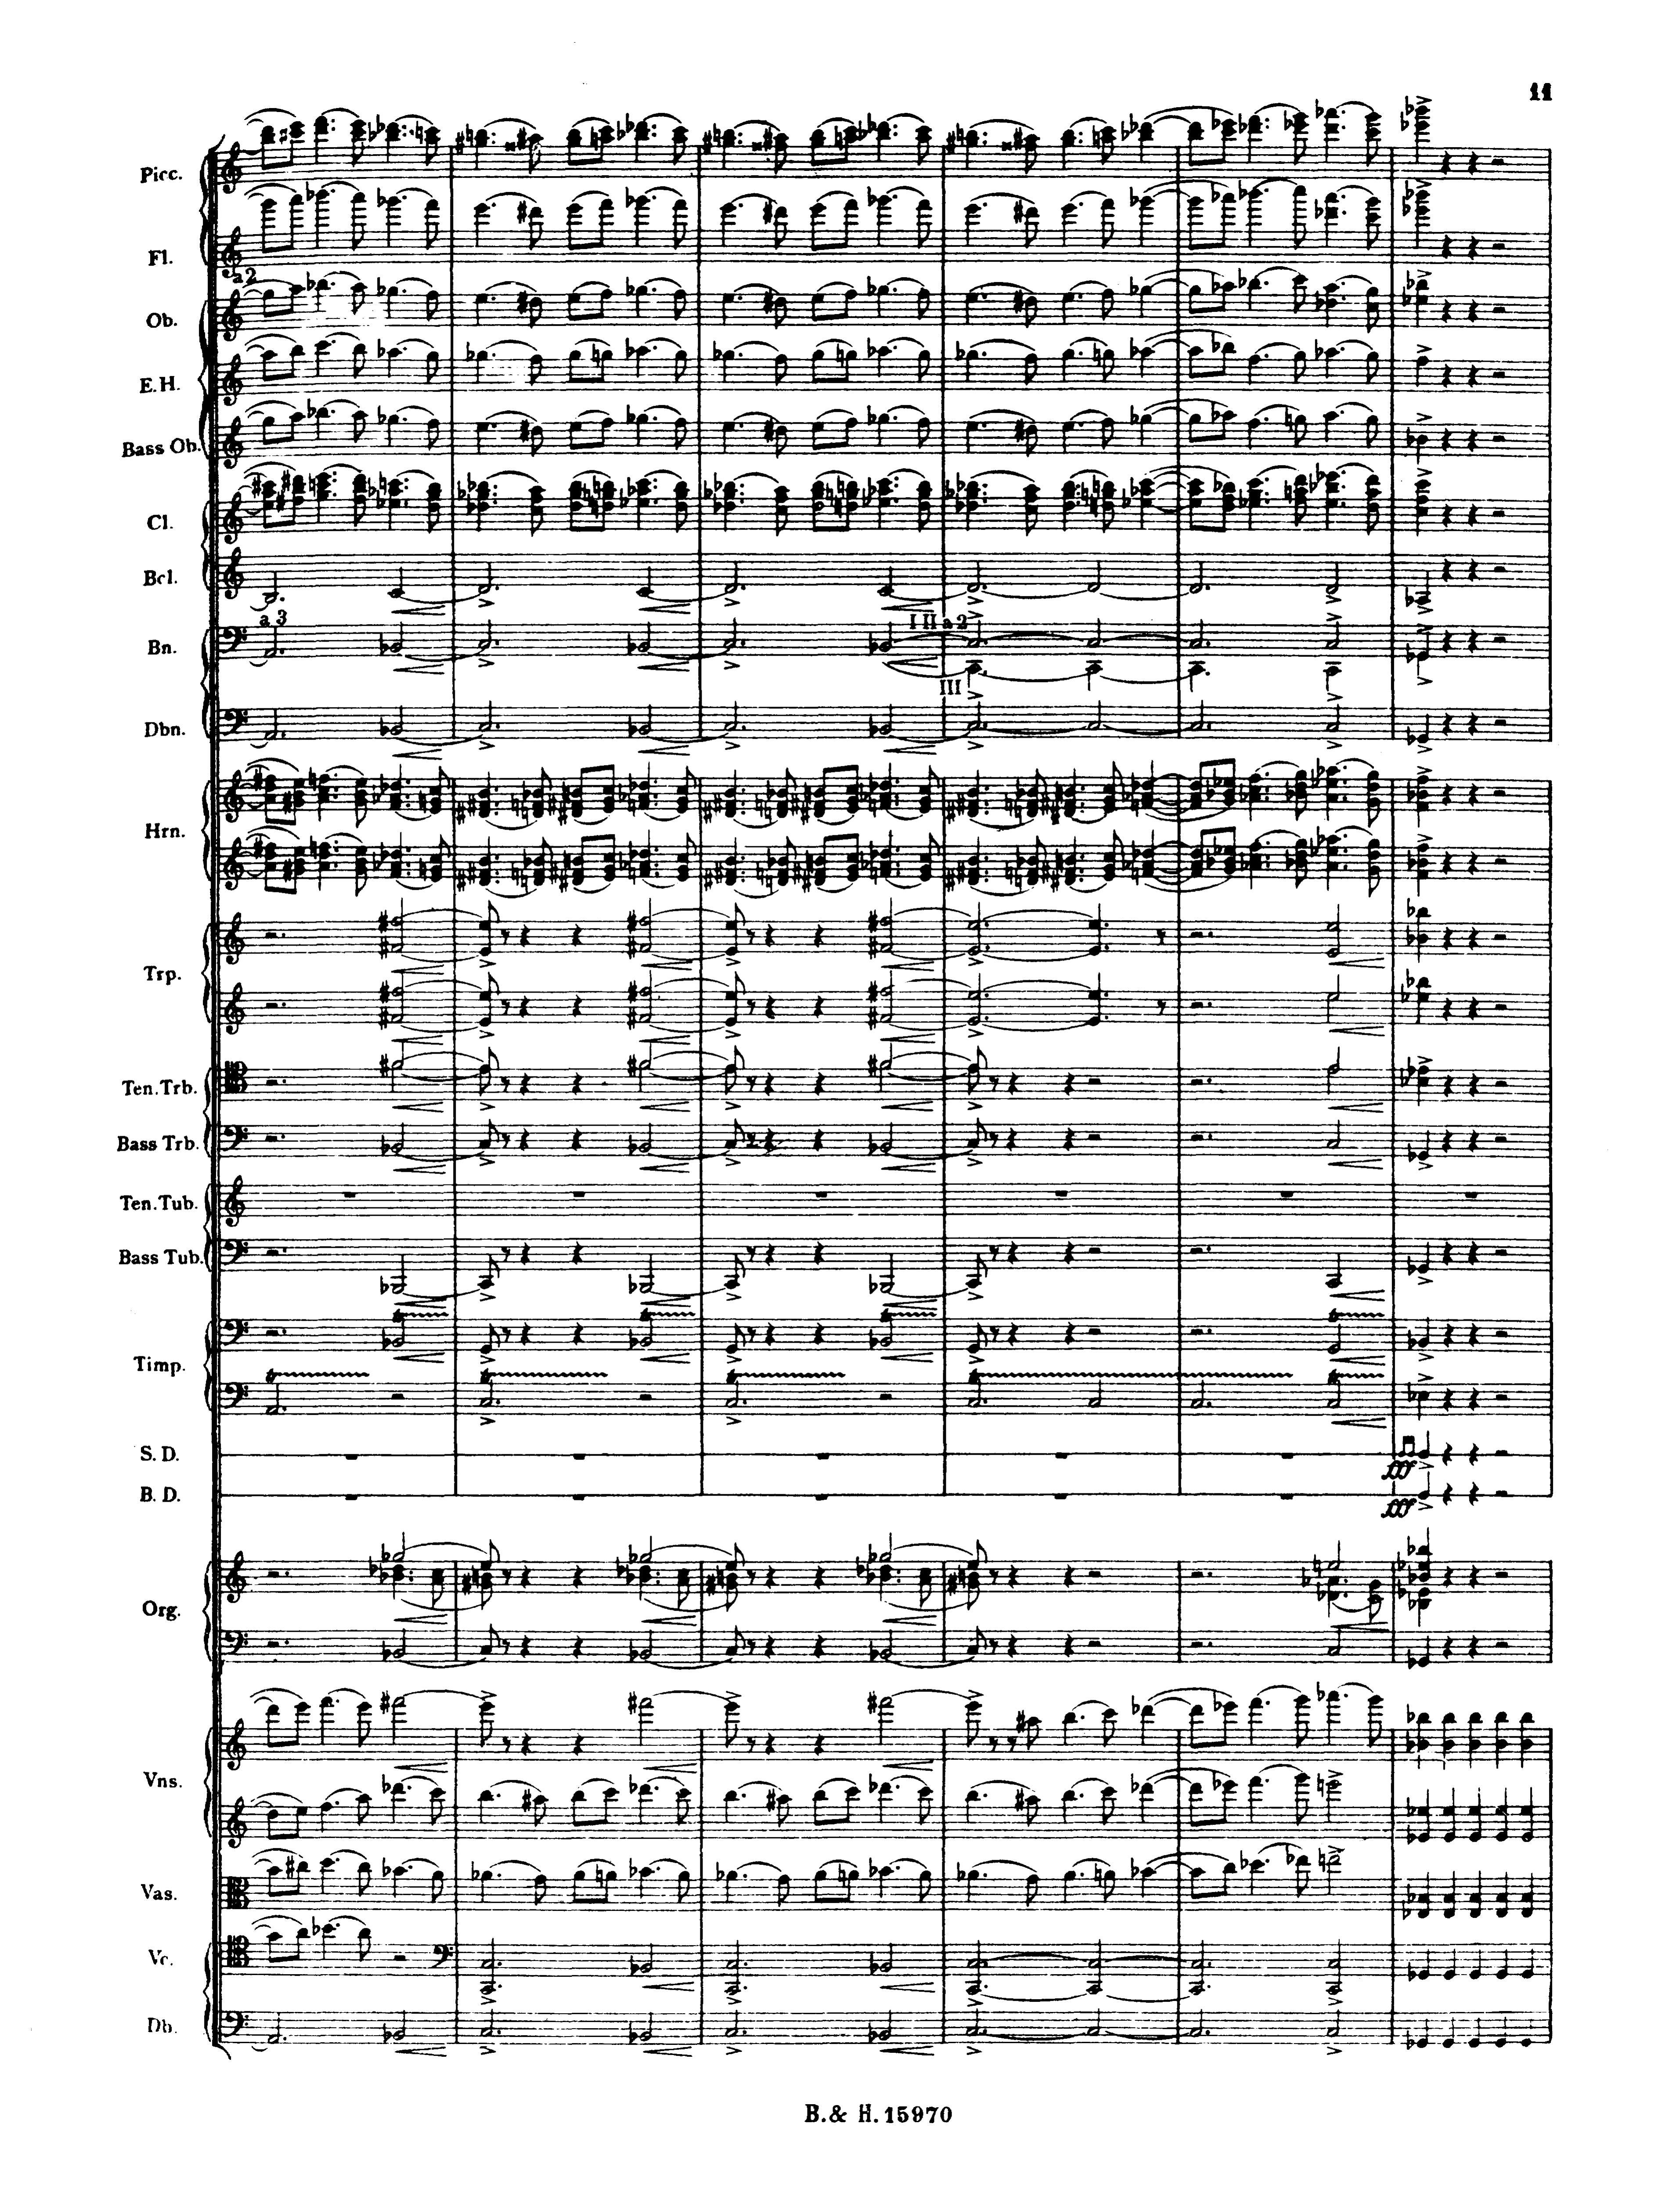 11
Picc.
Fl.
a 2
Ob.
E.H.
Bass Ob.
Cl.
Bcl.
a 3
I II a 2
Bn.
III
Dbn.
Hrn.
Trp.
Ten.Trb.
Bass Trb.
Ten.Tub.
Bass Tub.
Timp.
S. D.
fff
B. D.
fff
Org.
Vns.
Vas.
Vc.
Db.
B. & H. 15970